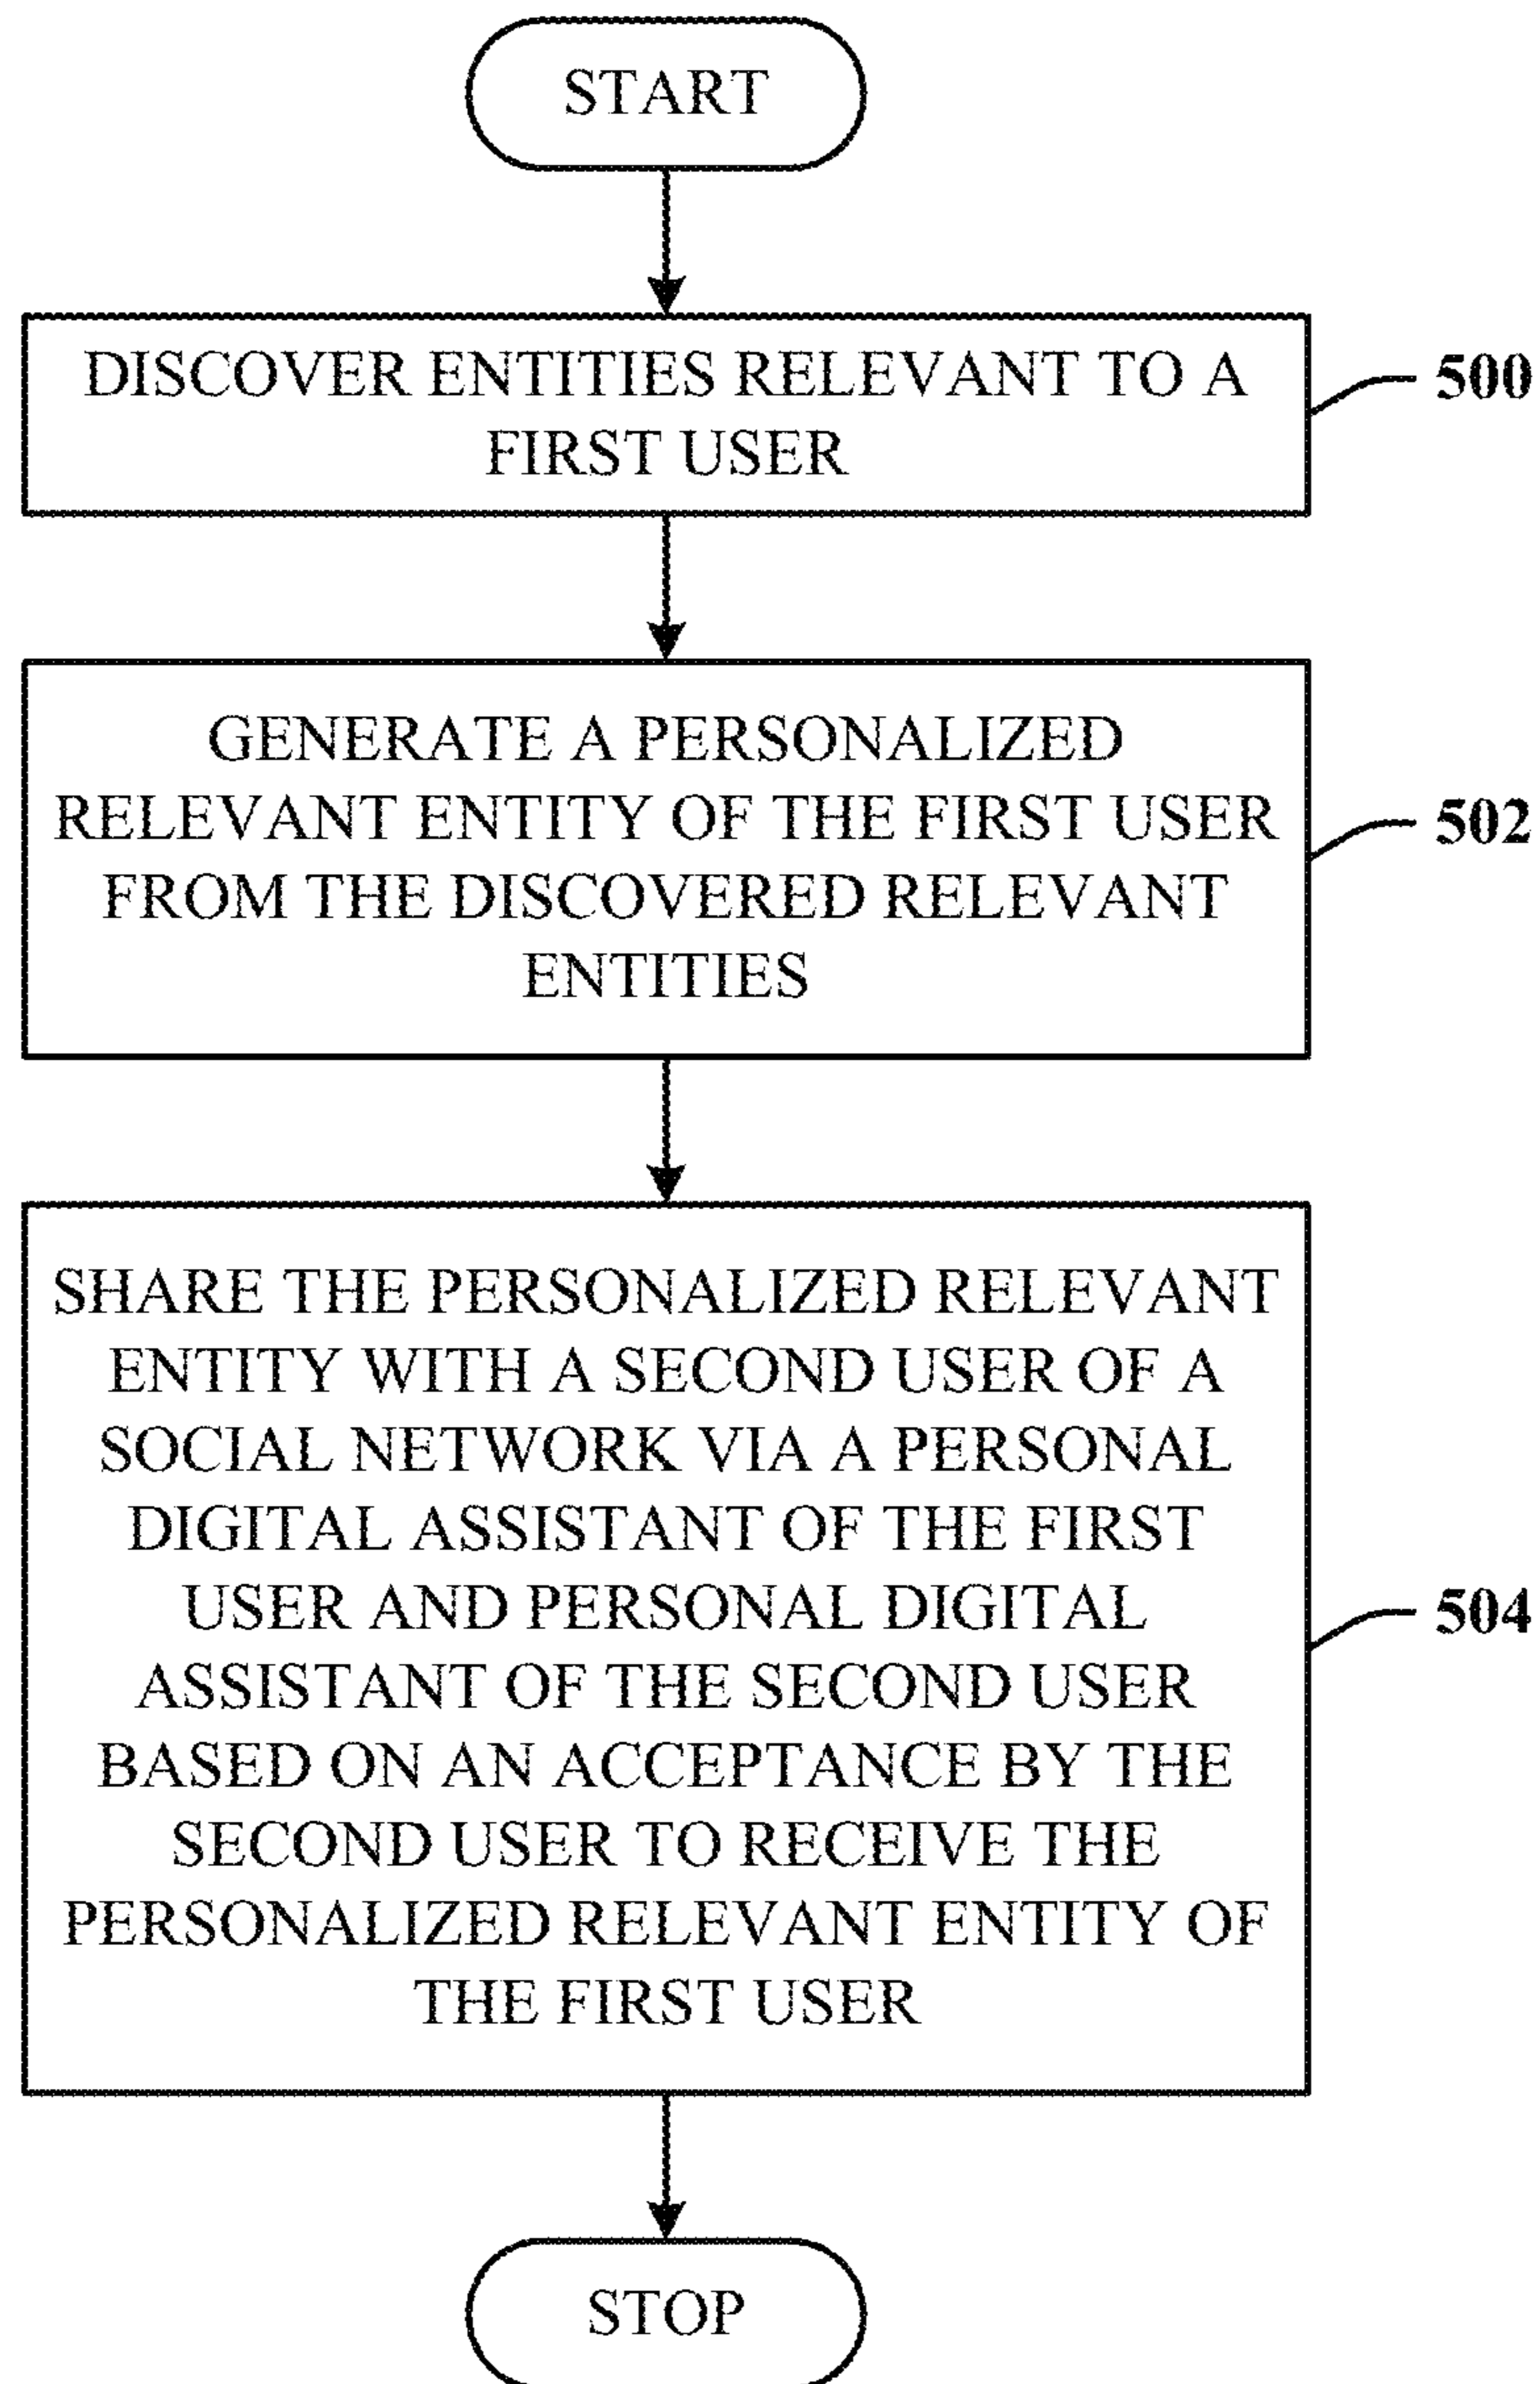 START
DISCOVER ENTITIES RELEVANT TO A
FIRST USER
500
GENERATE A PERSONALIZED
RELEVANT ENTITY OF THE FIRST USER
FROM THE DISCOVERED RELEVANT
ENTITIES
502
SHARE THE PERSONALIZED RELEVANT
ENTITY WITH A SECOND USER OF A
SOCIAL NETWORK VIA A PERSONAL
DIGITAL ASSISTANT OF THE FIRST
USER AND PERSONAL DIGITAL
ASSISTANT OF THE SECOND USER
BASED ON AN ACCEPTANCE BY THE
SECOND USER TO RECEIVE THE
PERSONALIZED RELEVANT ENTITY OF
THE FIRST USER
504
STOP